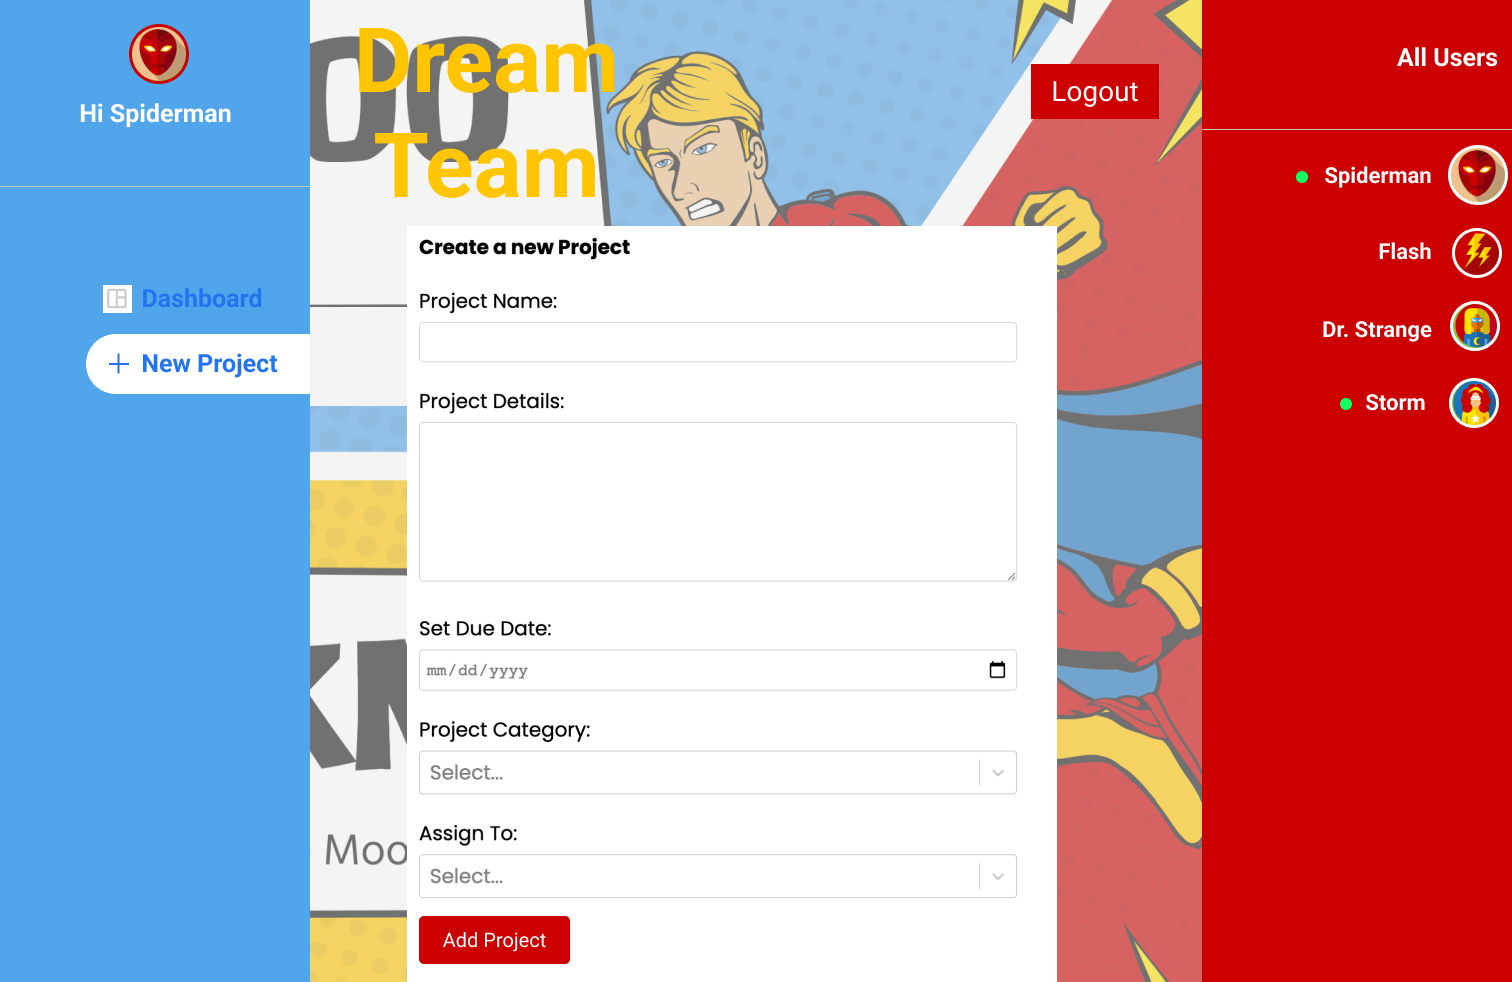 Hi Spiderman
Dashboard
New Project
Dream
Team
Logout
Create a new Project
Project Name:
Project Details:
Set Due Date:
mm/dd/yyyy
Project Category:
Select...
Assign To:
Select...
Add Project
Moo
All Users
Spiderman
Flash
Dr. Strange
Storm